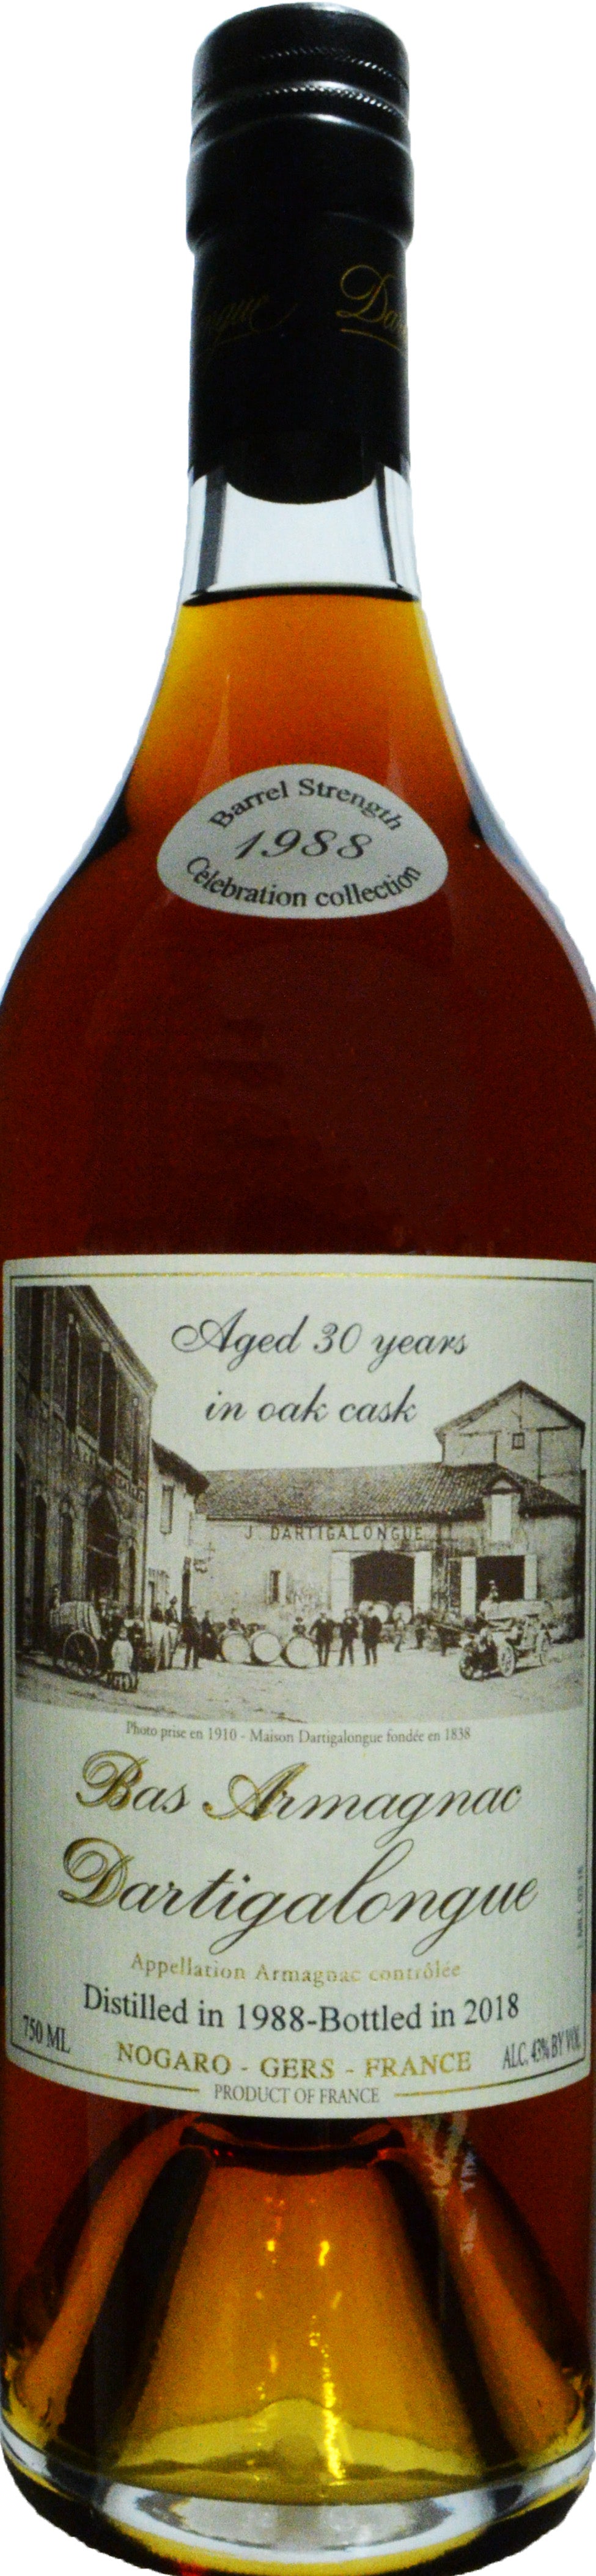 Barrel Strength
1988
Celebration collection
Aged 30 years
in oak cask
J. DARTIGALONGUE
Photo prise en 1910 - Maison Dartigalongue fondée en 1838
Bas Armagnac
Dartigalongue
Appellation Armagnac contrôlée
Distilled in 1988-Bottled in 2018
750 ML
ALC. 43% BY VOL
NOGARO - GERS - FRANCE
PRODUCT OF FRANCE